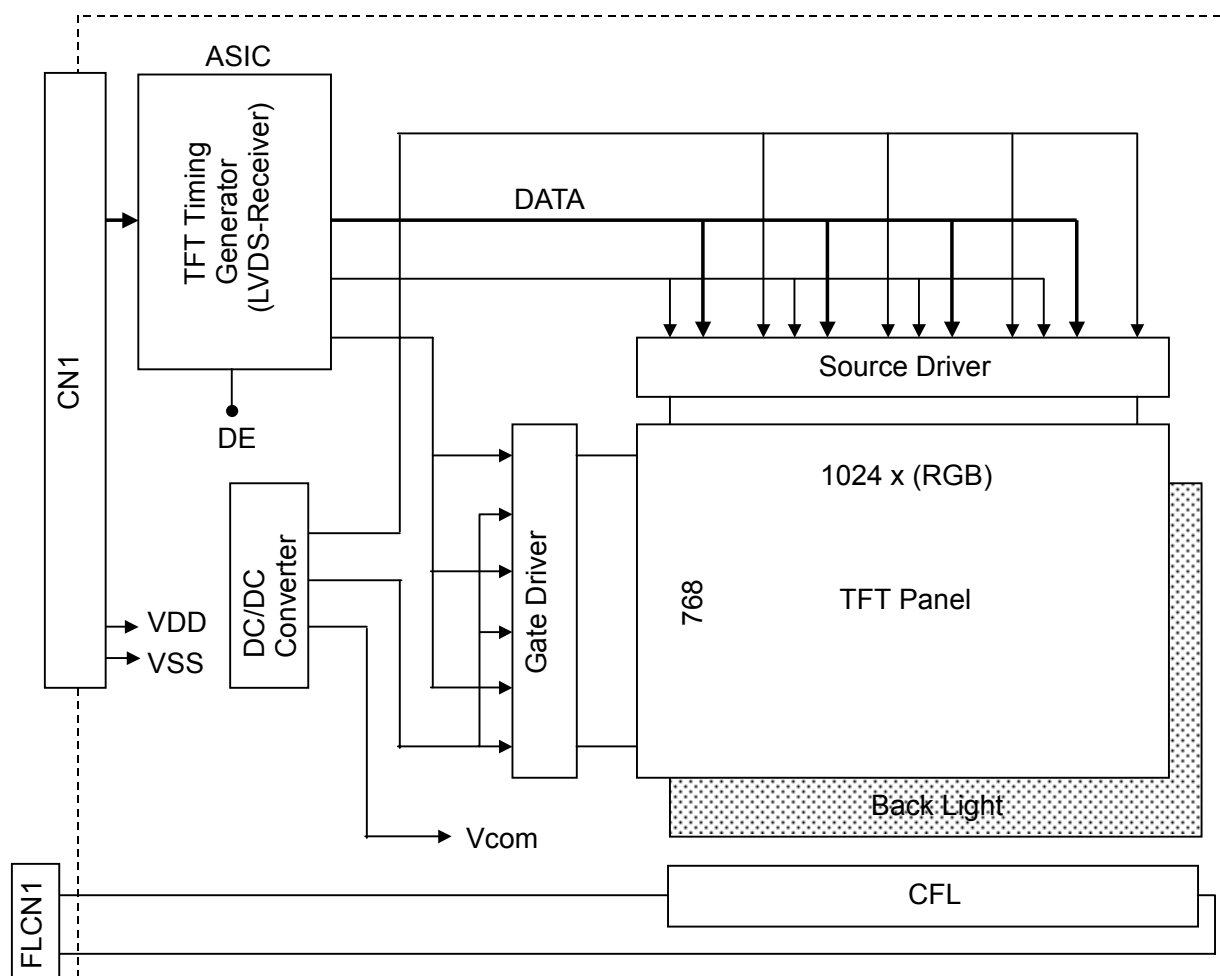 ASIC
CN1
TFT Timing
Generator
(LVDS-Receiver)
DATA
Source Driver
DE
1024 x (RGB)
768
TFT Panel
Gate Driver
DC/DC
Converter
VDD
VSS
Back Light
Vcom
FLCN1
CFL